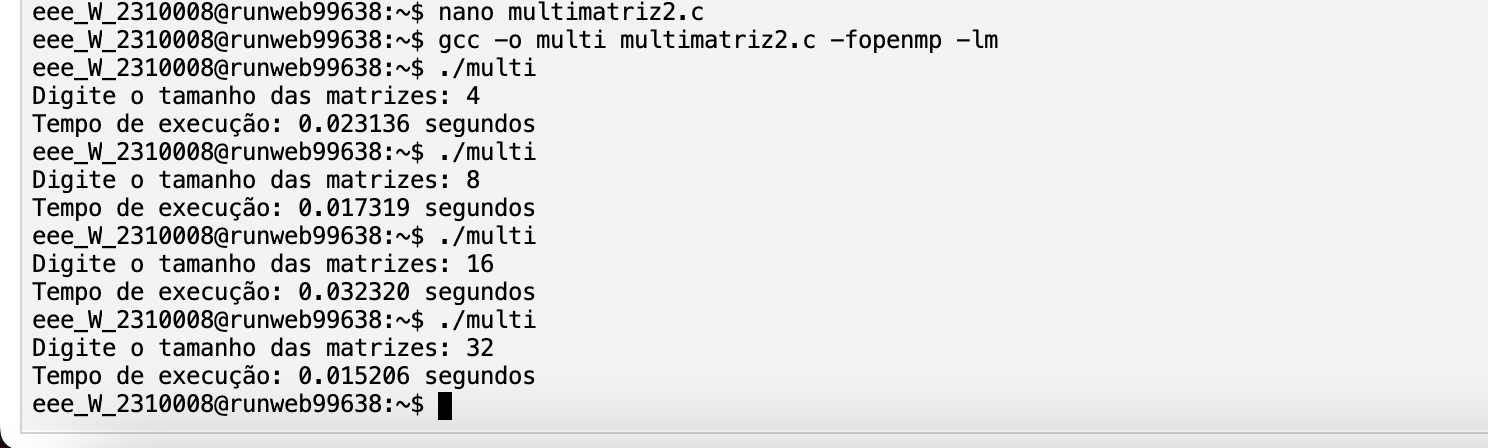 eee_W_2310008@runweb99638:~$ nano multimatriz2.c
eee_W_2310008@runweb99638:~$ gcc -o multi multimatriz2.c -fopenmp -lm
eee_W_2310008@runweb99638:~$ ./multi
Digite o tamanho das matrizes: 4
Tempo de execução: 0.023136 segundos
eee_W_2310008@runweb99638:~$ ./multi
Digite o tamanho das matrizes: 8
Tempo de execução: 0.017319 segundos
eee_W_2310008@runweb99638:~$ ./multi
Digite o tamanho das matrizes: 16
Tempo de execução: 0.032320 segundos
eee_W_2310008@runweb99638:~$ ./multi
Digite o tamanho das matrizes: 32
Tempo de execução: 0.015206 segundos
eee_W_2310008@runweb99638:~$